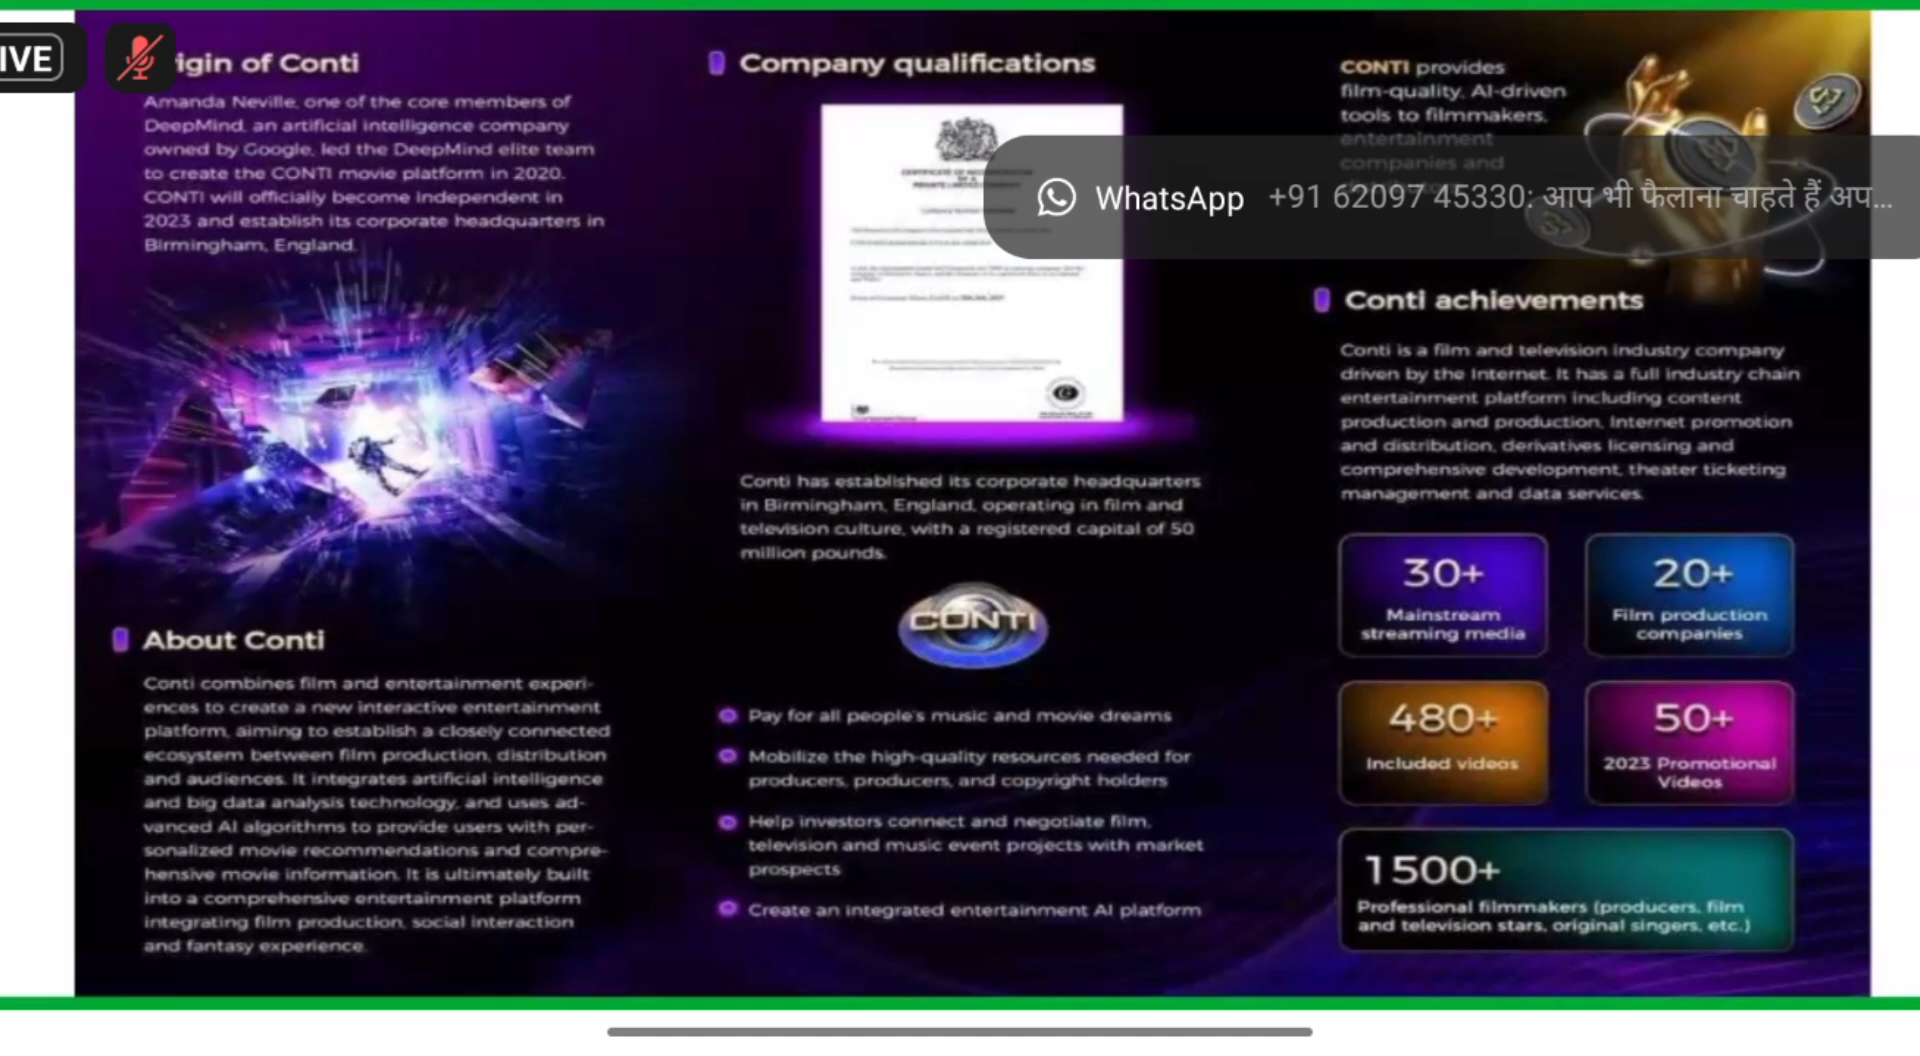 IVE
igin of Conti
Amanda Neville, one of the core members of
DeepMind, an artificial intelligence company
owned by Google, led the DeepMind elite team
to create the CONTI movie platform in 2020.
CONTI will officially become independent in
2023 and establish its corporate headquarters in
Birmingham, England.
About Conti
Conti combines film and entertainment experi-
ences to create a new interactive entertainment
platform, aiming to establish a closely connected
ecosystem between film production, distribution
and audiences. It integrates artificial intelligence
and big data analysis technology, and uses ad-
vanced AI algorithms to provide users with per-
sonalized movie recommendations and compre-
hensive movie information. It is ultimately built
into a comprehensive entertainment platform
integrating film production, social interaction
and fantasy experience.
Company qualifications
CERTIFICATE OF INCORPORATION
OF A
PRIVATE LIMITED COMPANY
Conti has established its corporate headquarters
in Birmingham, England, operating in film and
television culture, with a registered capital of 50
million pounds.
CONTI
Pay for all people's music and movie dreams
Mobilize the high-quality resources needed for
producers, producers, and copyright holders
Help investors connect and negotiate film,
television and music event projects with market
prospects
Create an integrated entertainment AI platform
CONTI provides
film-quality, AI-driven
tools to filmmakers,
entertainment
companies and
WhatsApp +91 62097 45330: आप भी फैलाना चाहते हैं अप...
Conti achievements
Conti is a film and television industry company
driven by the Internet. It has a full industry chain
entertainment platform including content
production and production, Internet promotion
and distribution, derivatives licensing and
comprehensive development, theater ticketing
management and data services.
30+
Mainstream
streaming media
20+
Film production
companies
480+
Included videos
50+
2023 Promotional
Videos
1500+
Professional filmmakers (producers, film
and television stars, original singers, etc.)